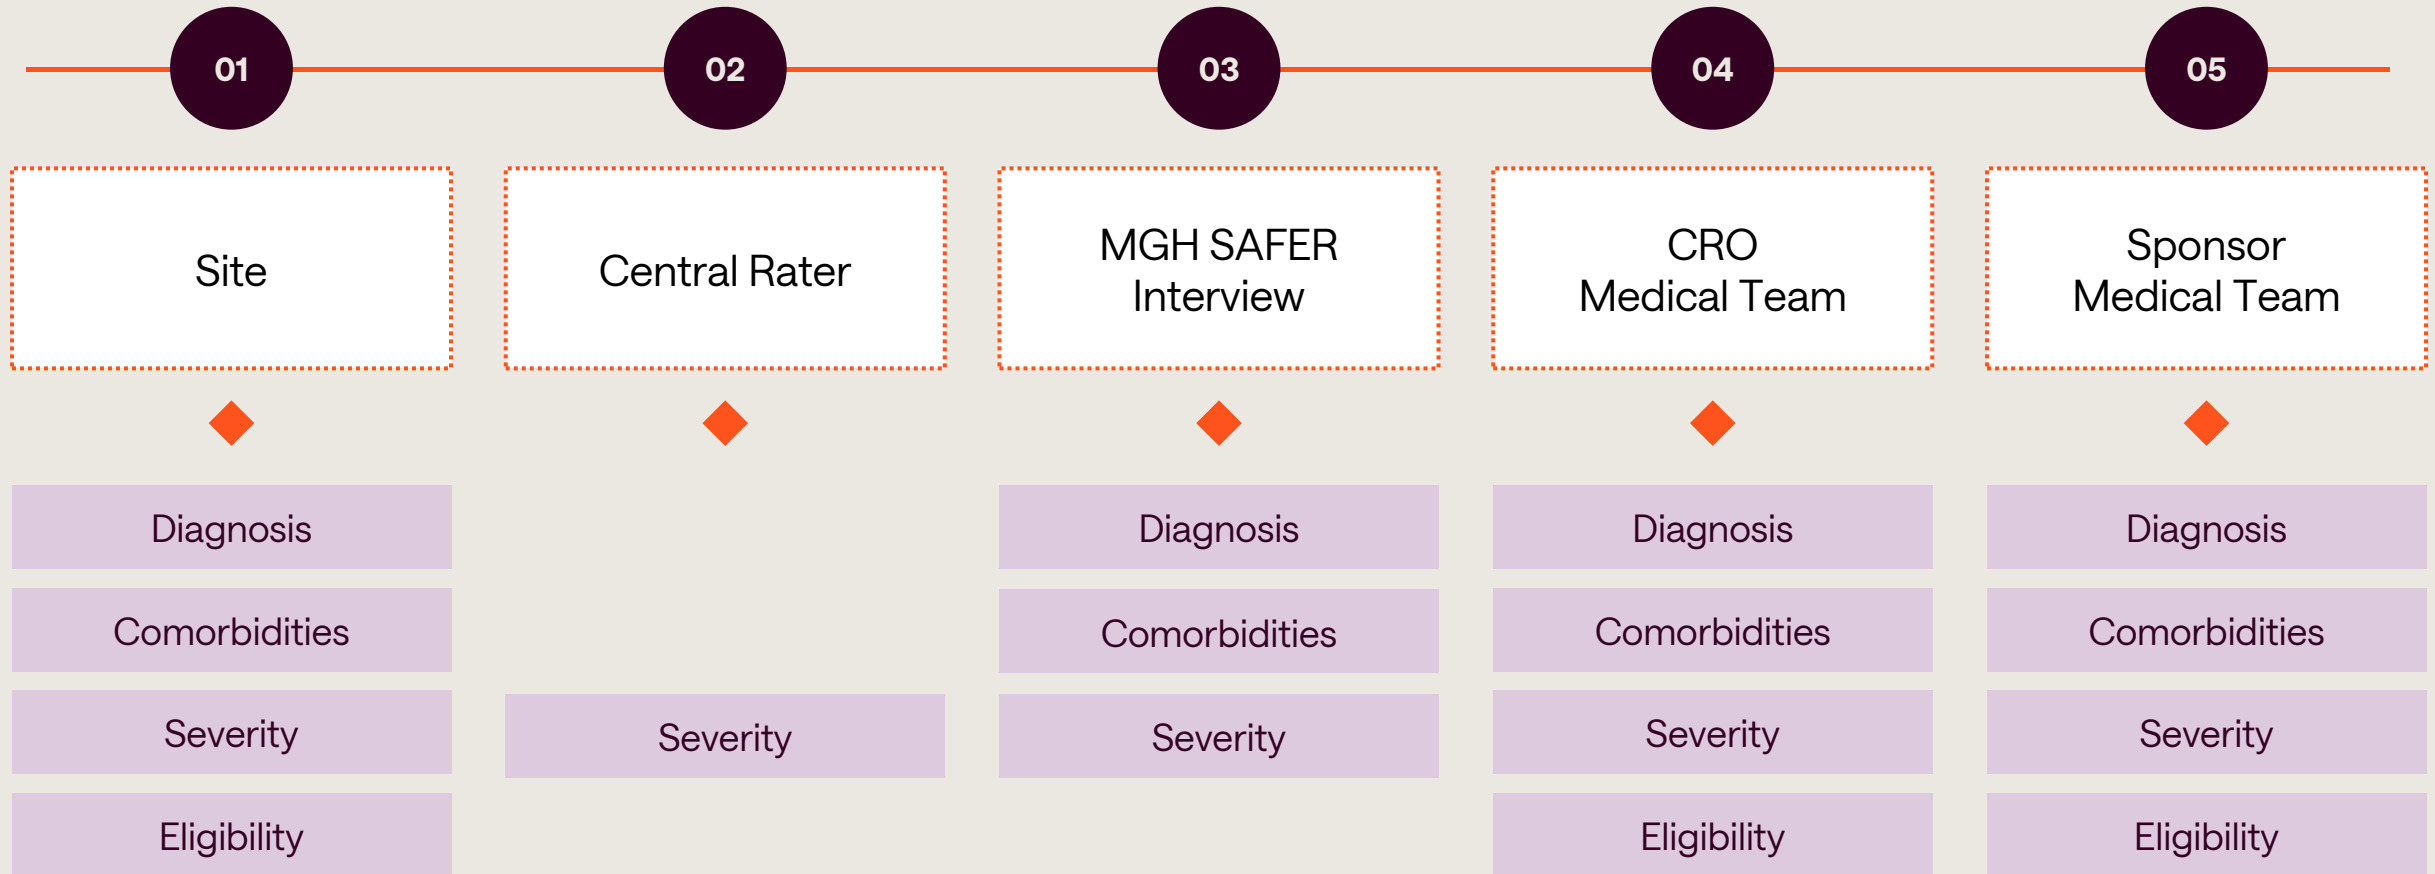 01
02
03
04
05
Site
Central Rater
MGH SAFER
Interview
CRO
Medical Team
Sponsor
Medical Team
Diagnosis
Diagnosis
Diagnosis
Diagnosis
Comorbidities
Comorbidities
Comorbidities
Comorbidities
Severity
Severity
Severity
Severity
Severity
Eligibility
Eligibility
Eligibility